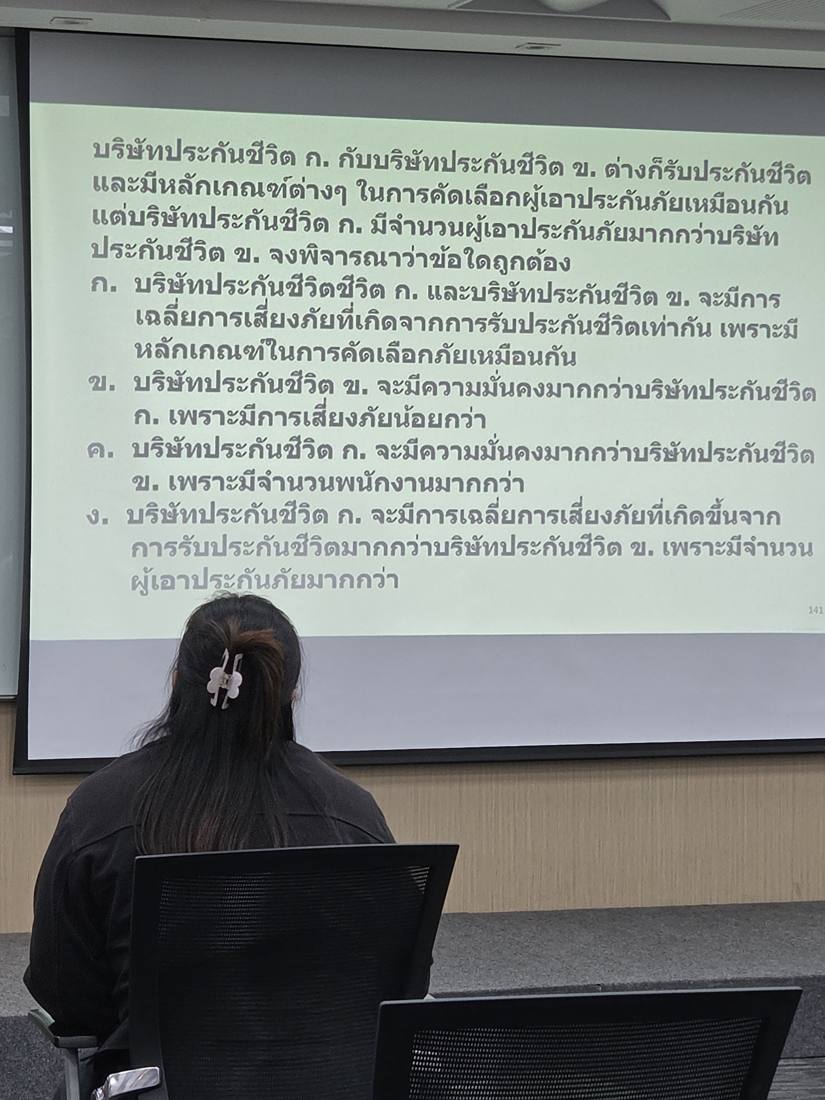 บริษัทประกันชีวิต ก. กับบริษัทประกันชีวิต ข. ต่างก็รับประกันชีวิต
และมีหลักเกณฑ์ต่างๆ ในการคัดเลือกผู้เอาประกันภัยเหมือนกัน
แต่บริษัทประกันชีวิต ก. มีจำนวนผู้เอาประกันภัยมากกว่าบริษัท
ประกันชีวิต ข. จงพิจารณาว่าข้อใดถูกต้อง
ก. บริษัทประกันชีวิตชีวิต ก. และบริษัทประกันชีวิต ข. จะมีการ
เฉลี่ยการเสี่ยงภัยที่เกิดจากการรับประกันชีวิตเท่ากัน เพราะมี
หลักเกณฑ์ในการคัดเลือกภัยเหมือนกัน
ข. บริษัทประกันชีวิต ข. จะมีความมั่นคงมากกว่าบริษัทประกันชีวิต
ก. เพราะมีการเสี่ยงภัยน้อยกว่า
ค. บริษัทประกันชีวิต ก. จะมีความมั่นคงมากกว่าบริษัทประกันชีวิต
ข. เพราะมีจำนวนพนักงานมากกว่า
ง. บริษัทประกันชีวิต ก. จะมีการเฉลี่ยการเสี่ยงภัยที่เกิดขึ้นจาก
การรับประกันชีวิตมากกว่าบริษัทประกันชีวิต ข. เพราะมีจำนวน
ผู้เอาประกันภัยมากกว่า
141